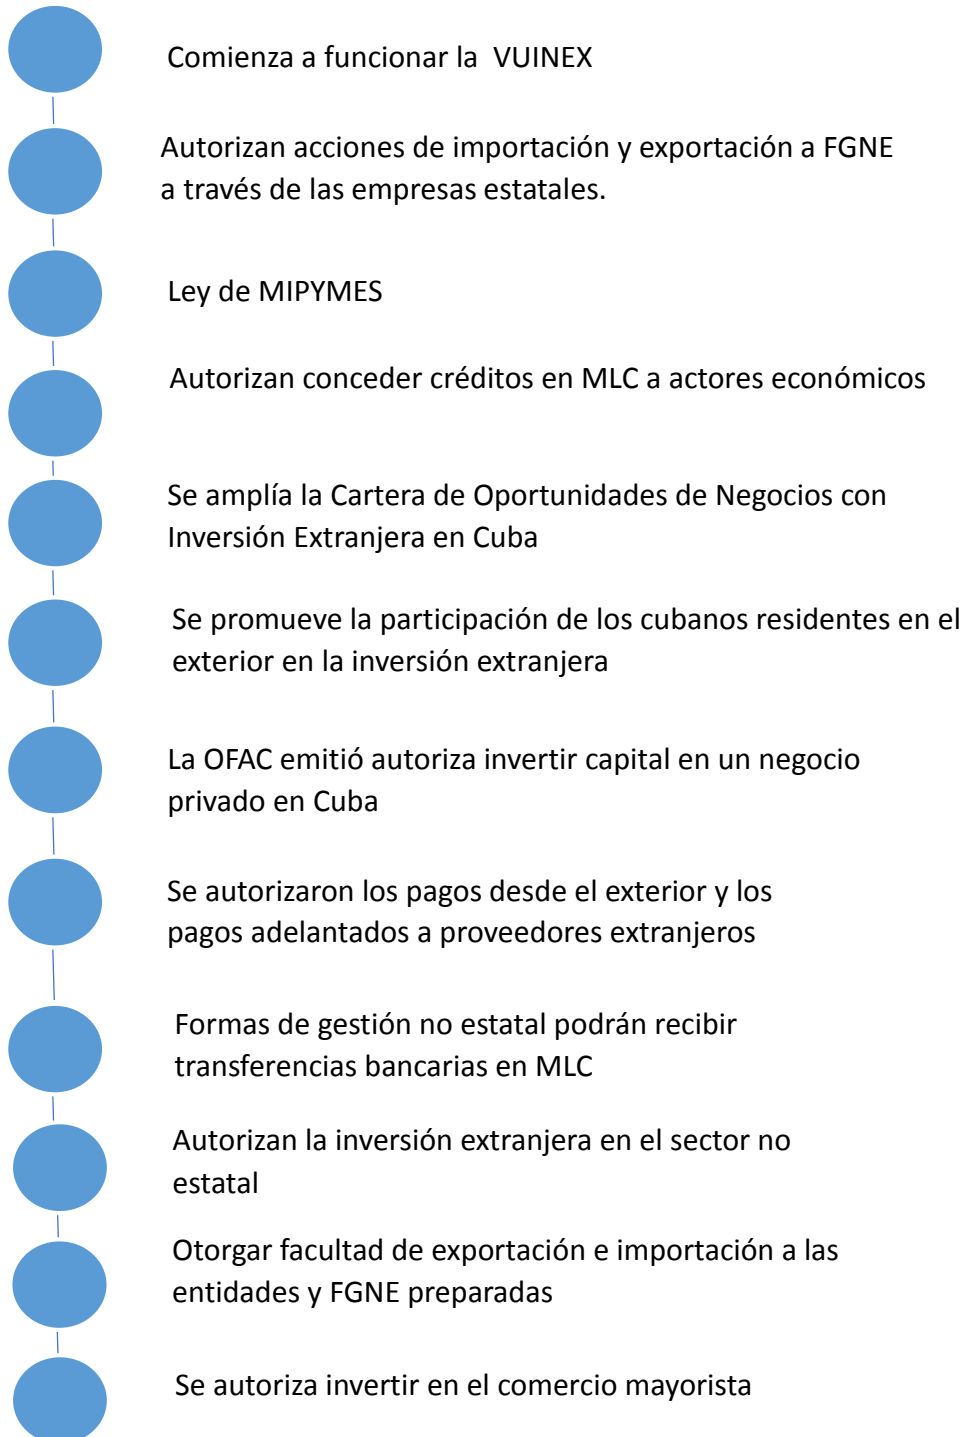 Comienza a funcionar la VUINEX
Autorizan acciones de importación y exportación a FGNE
a través de las empresas estatales.
Ley de MIPYMES
Autorizan conceder créditos en MLC a actores económicos
Se amplía la Cartera de Oportunidades de Negocios con
Inversión Extranjera en Cuba
Se promueve la participación de los cubanos residentes en el
exterior en la inversión extranjera
La OFAC emitió autoriza invertir capital en un negocio
privado en Cuba
Se autorizaron los pagos desde el exterior y los
pagos adelantados a proveedores extranjeros
Formas de gestión no estatal podrán recibir
transferencias bancarias en MLC
Autorizan la inversión extranjera en el sector no
estatal
Otorgar facultad de exportación e importación a las
entidades y FGNE preparadas
Se autoriza invertir en el comercio mayorista